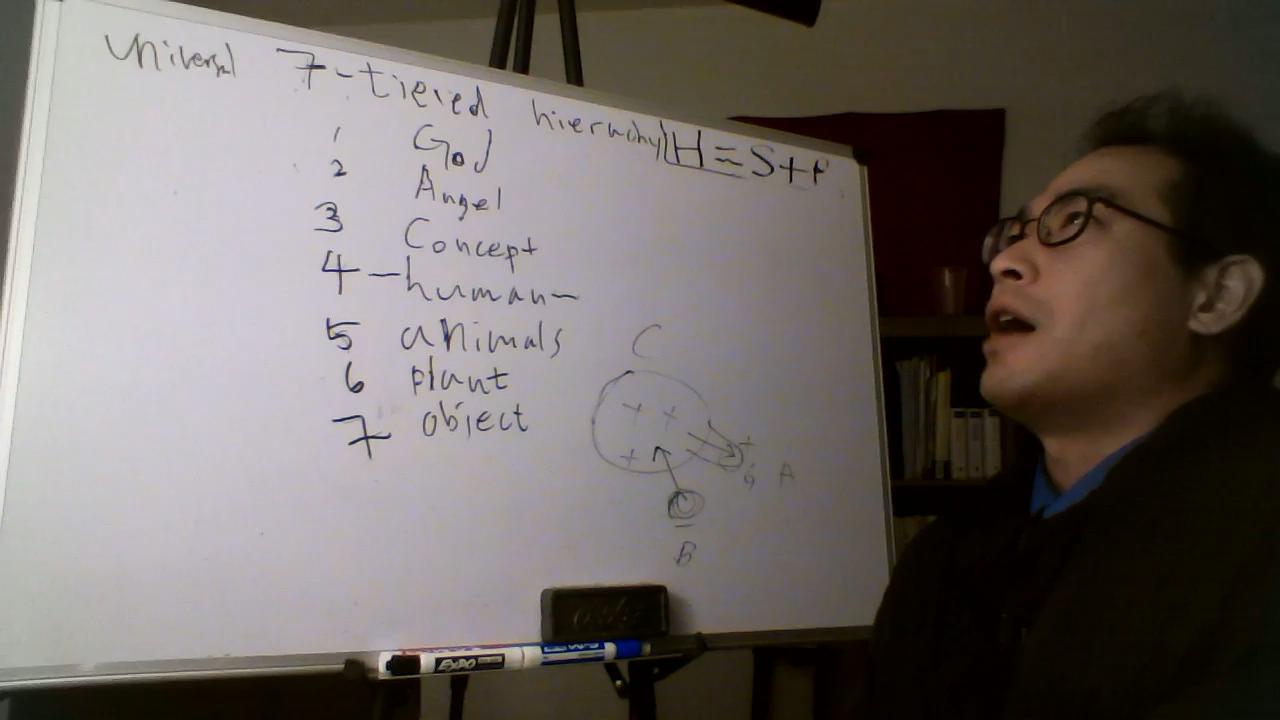 Universal 7-tiered hierarchy H = S+P
1 God
2 Angel
3 Concept
4 - human -
5 animals
6 plant
7 object
C
+ +
+
+
A
B
EXPO